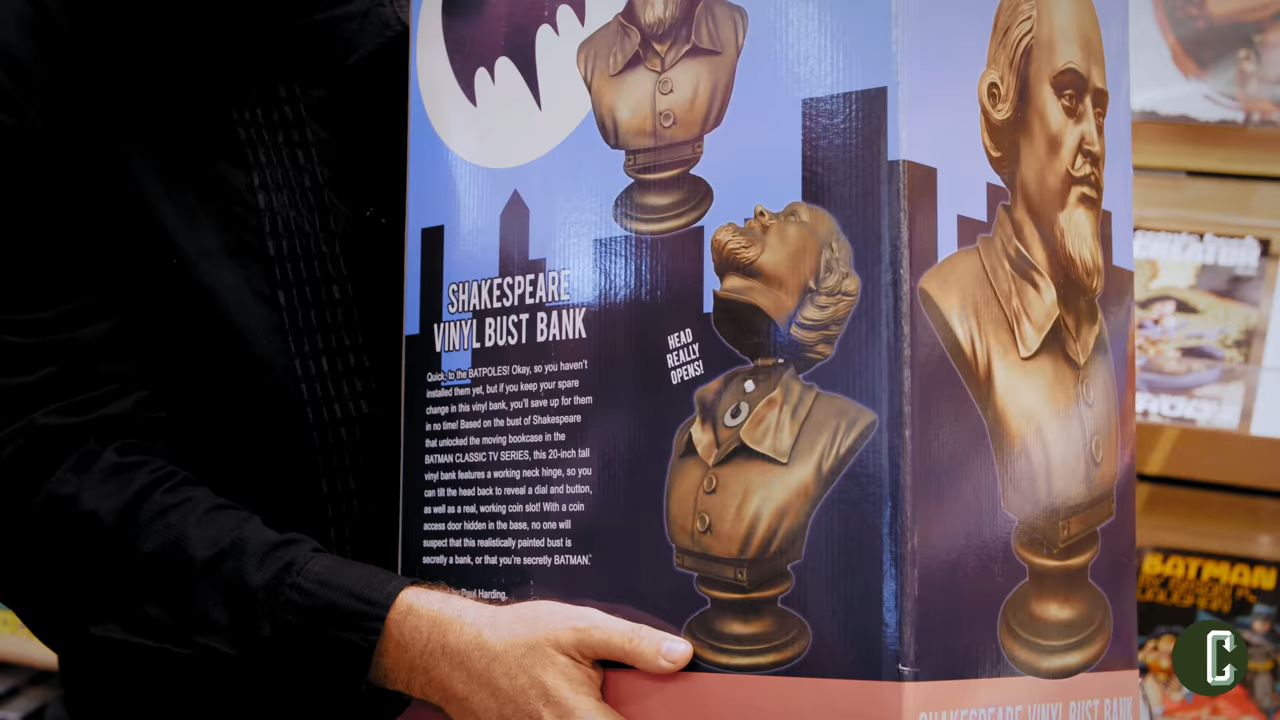 SHAKESPEARE
VINYL BUST BANK
Quick, to the BATPOLES! Okay, so you haven't
installed them yet, but if you keep your spare
change in this vinyl bank, you'll save up for them
in no time! Based on the bust of Shakespeare
that unlocked the moving bookcase in the
BATMAN CLASSIC TV SERIES, this 20-inch tall
vinyl bank features a working neck hinge, so you
can tilt the head back to reveal a dial and button,
as well as a real, working coin slot! With a coin
access door hidden in the base, no one will
suspect that this realistically painted bust is
secretly a bank, or that you're secretly BATMAN."
by Paul Harding.
HEAD
REALLY
OPENS!
SHAKESPEARE VINYL BUST BANK
BATMAN
C